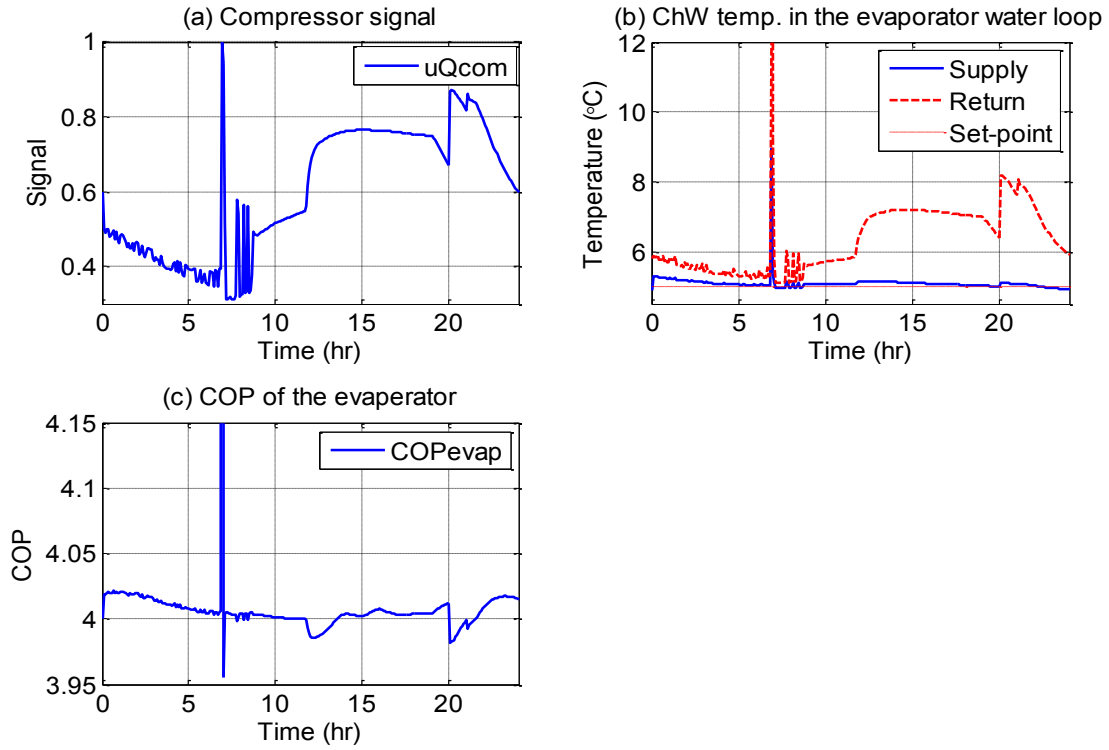 (a) Compressor signal
1
0.8
0.6
0.4
Signal
uQcom
0 5 10 15 20
Time (hr)
(b) ChW temp. in the evaporator water loop
12
10
8
6
Temperature (°C)
Supply
Return
Set-point
0 5 10 15 20
Time (hr)
(c) COP of the evaperator
4.15
4.1
4.05
4
3.95
COP
COPevap
0 5 10 15 20
Time (hr)